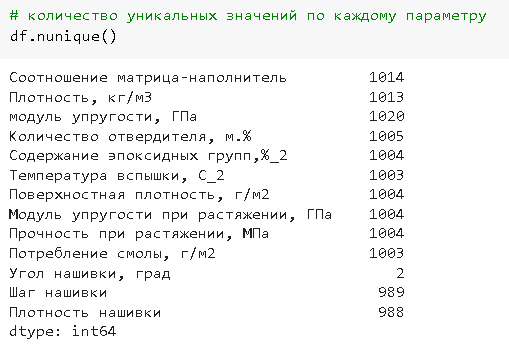 # количество уникальных значений по каждому параметру
df.nunique()
Соотношение матрица-наполнитель 1014
Плотность, кг/м3 1013
модуль упругости, ГПа 1020
Количество отвердителя, м.% 1005
Содержание эпоксидных групп,%_2 1004
Температура вспышки, С_2 1003
Поверхностная плотность, г/м2 1004
Модуль упругости при растяжении, ГПа 1004
Прочность при растяжении, МПа 1004
Потребление смолы, г/м2 1003
Угол нашивки, град 2
Шаг нашивки 989
Плотность нашивки 988
dtype: int64